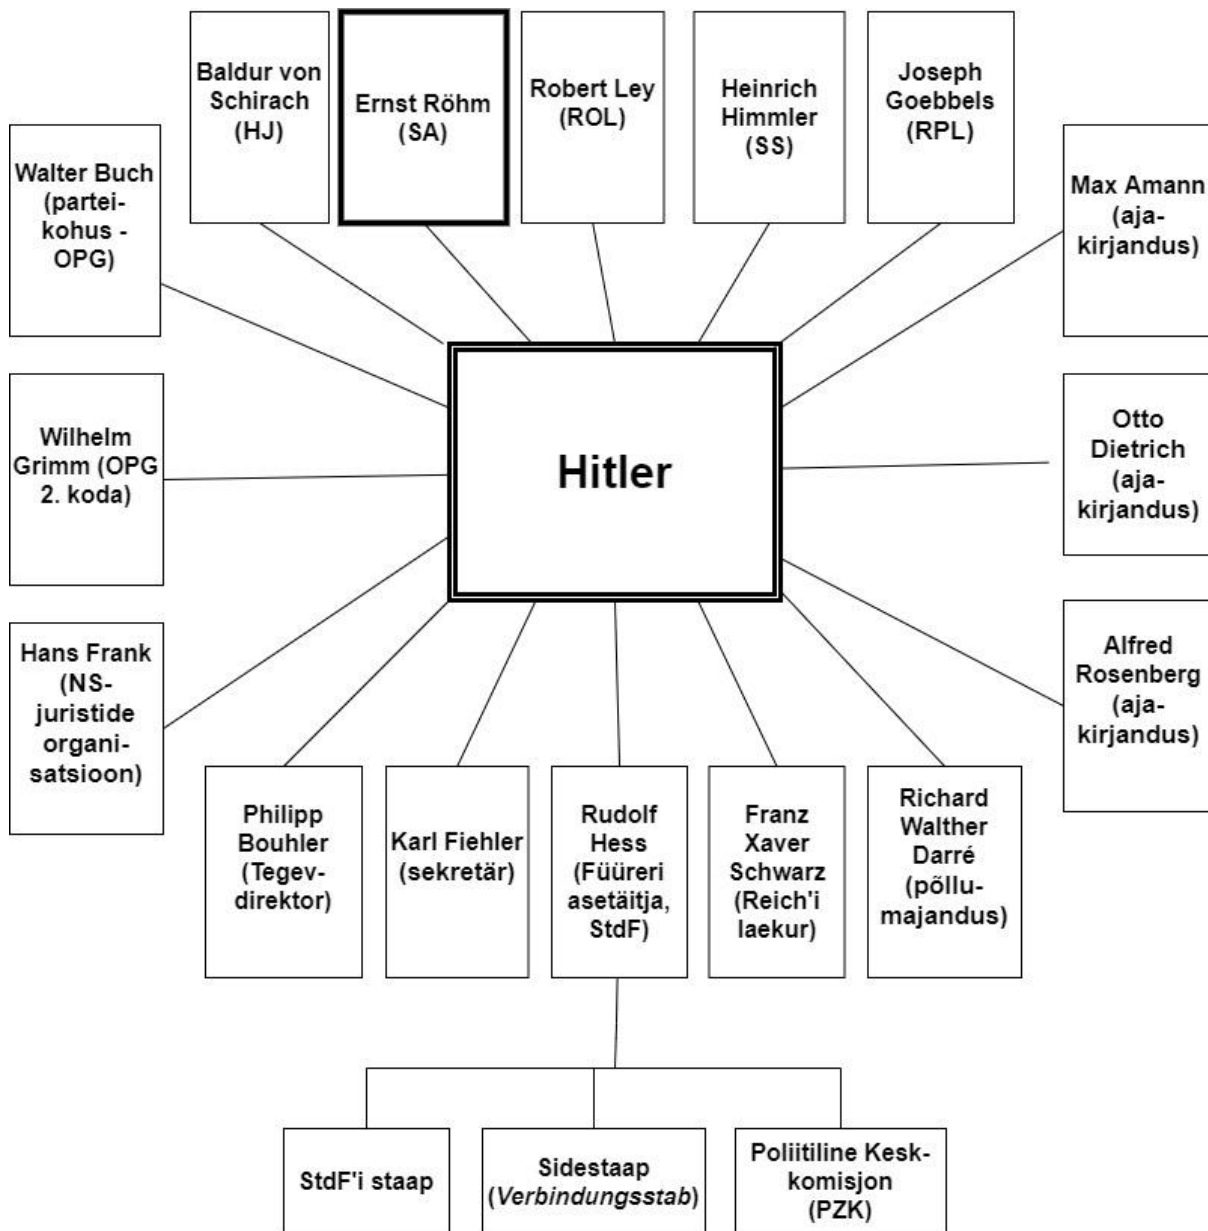 Baldur von
Schirach
(HJ)
Ernst Röhm
(SA)
Robert Ley
(ROL)
Heinrich
Himmler
(SS)
Joseph
Goebbels
(RPL)
Walter Buch
(partei-
kohus -
OPG)
Max Amann
(aja-
kirjandus)
Wilhelm
Grimm (OPG
2. koda)
Hitler
Otto
Dietrich
(aja-
kirjandus)
Hans Frank
(NS-
juristide
organi-
satsioon)
Alfred
Rosenberg
(aja-
kirjandus)
Philipp
Bouhler
(Tegev-
direktor)
Karl Fiehler
(sekretär)
Rudolf
Hess
(Füüreri
asetäitja,
StdF)
Franz
Xaver
Schwarz
(Reich'i
laekur)
Richard
Walther
Darré
(põllu-
majandus)
StdF'i staap
Sidestaap
(Verbindungsstab)
Poliitiline Kesk-
komisjon
(PZK)